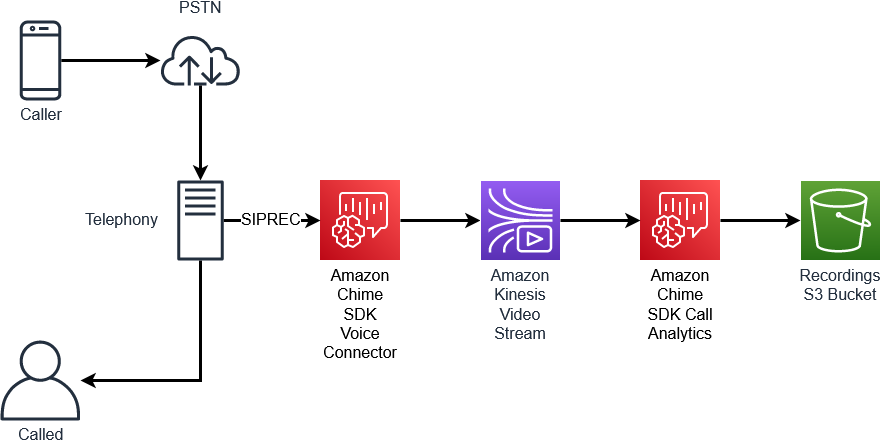 PSTN
Caller
Telephony
SIPREC
Amazon
Chime
SDK
Voice
Connector
Amazon
Kinesis
Video
Stream
Amazon
Chime
SDK Call
Analytics
Recordings
S3 Bucket
Called